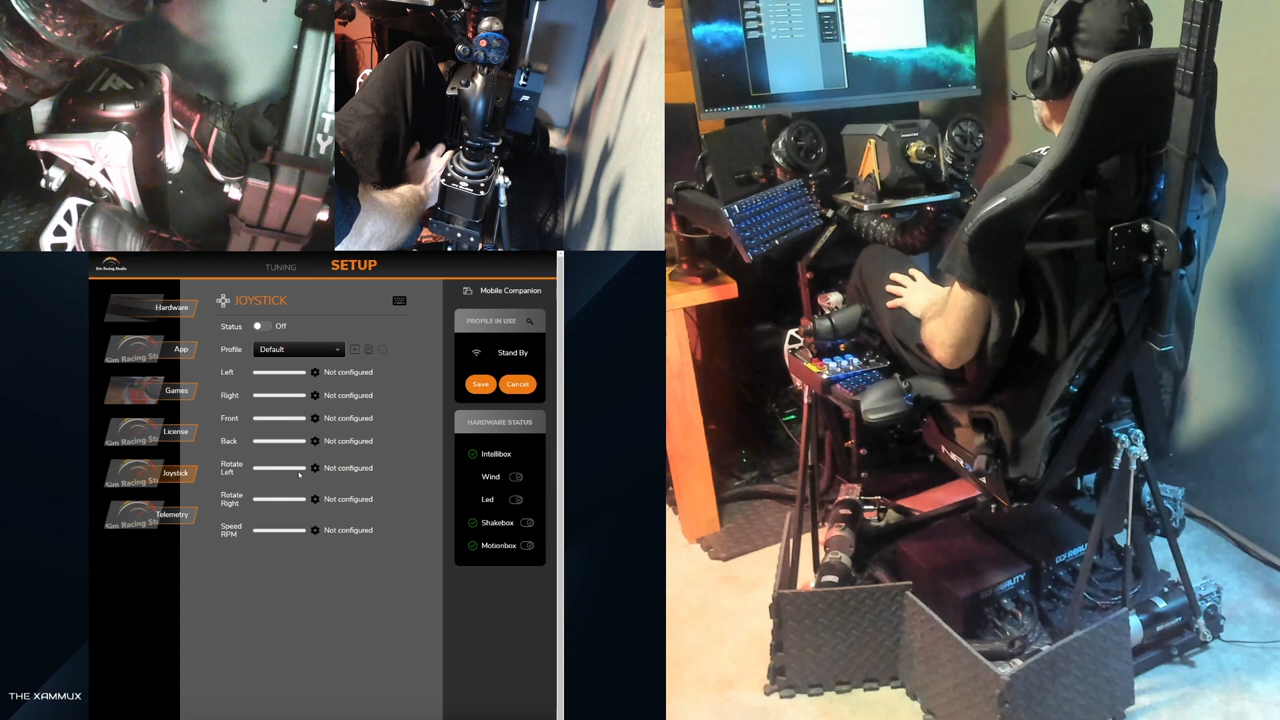 Sim Racing Studio
TUNING
SETUP
Hardware
App
Games
License
Joystick
Telemetry
JOYSTICK
Status
Off
Profile
Default
Left
Not configured
Right
Not configured
Front
Not configured
Back
Not configured
Rotate
Left
Not configured
Rotate
Right
Not configured
Speed
RPM
Not configured
Mobile Companion
PROFILE IN USE
Stand By
Save
Cancel
HARDWARE STATUS
Intellibox
Wind
Led
Shakebox
Motionbox
THE XAMMUX